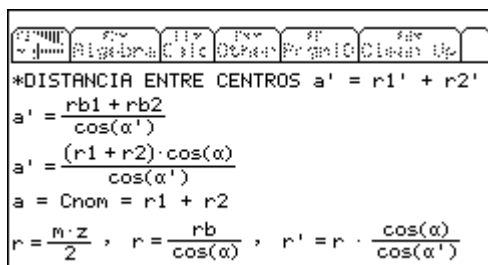 Algebra Calc Other PrgmIO Clean Up
*DISTANCIA ENTRE CENTROS a' = r1' + r2'
a' = (rb1 + rb2) / cos(α')
a' = ((r1 + r2)·cos(α)) / cos(α')
a = Cnom = r1 + r2
r = (m·z) / 2 , r = rb / cos(α) , r' = r · cos(α) / cos(α')